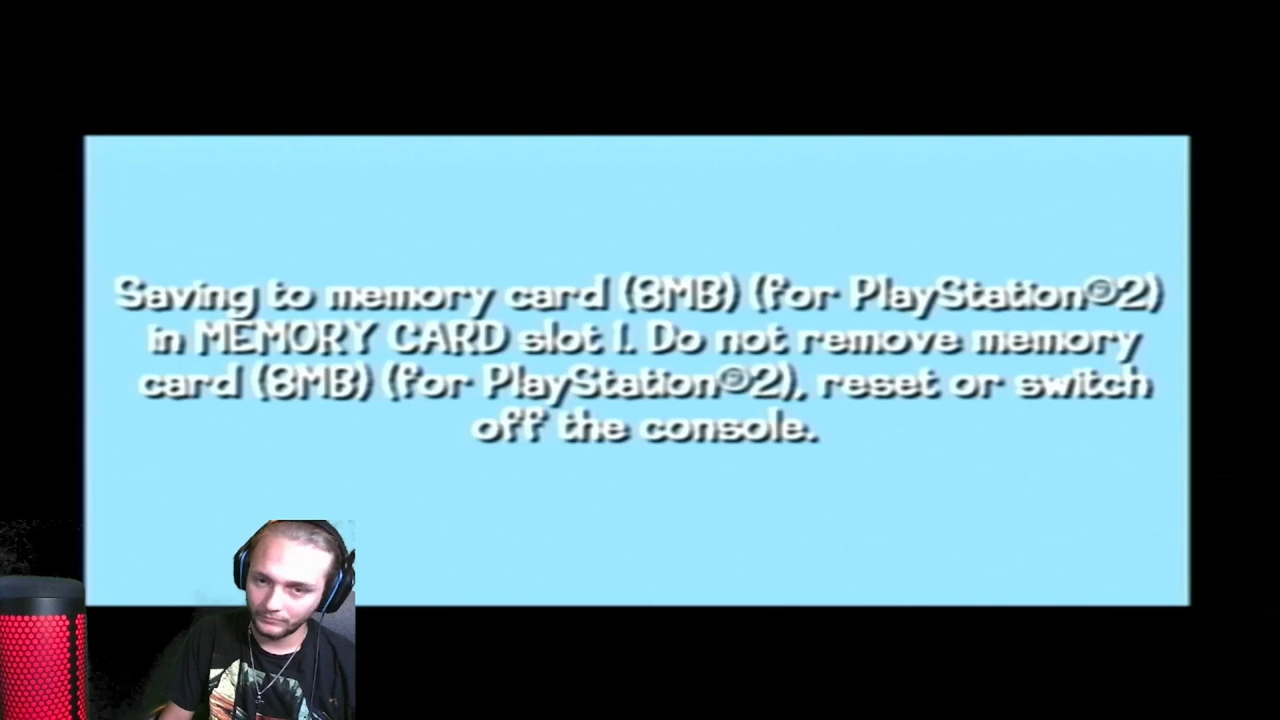 Saving to memory card (8MB) (for PlayStation®2)
in MEMORY CARD slot 1. Do not remove memory
card (8MB) (for PlayStation®2), reset or switch
off the console.